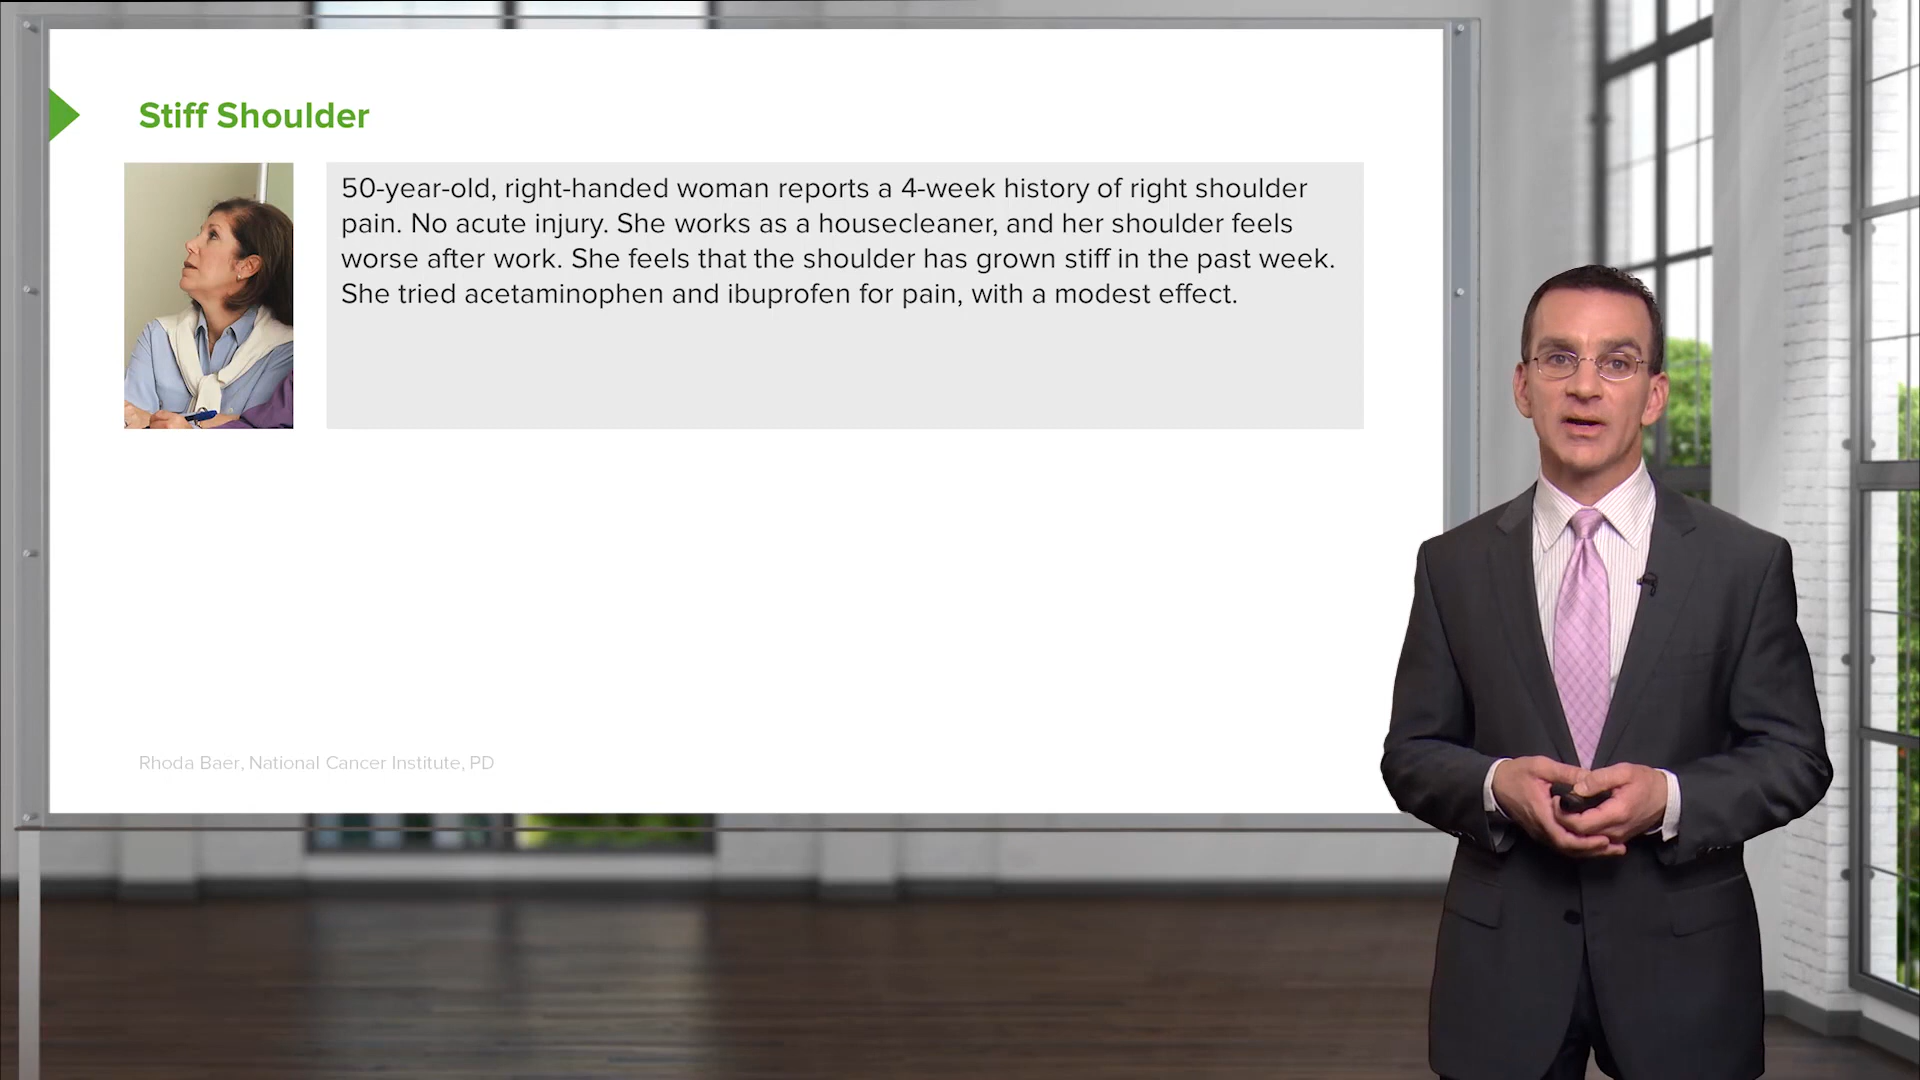 Stiff Shoulder
50-year-old, right-handed woman reports a 4-week history of right shoulder
pain. No acute injury. She works as a housecleaner, and her shoulder feels
worse after work. She feels that the shoulder has grown stiff in the past week.
She tried acetaminophen and ibuprofen for pain, with a modest effect.
Rhoda Baer, National Cancer Institute, PD